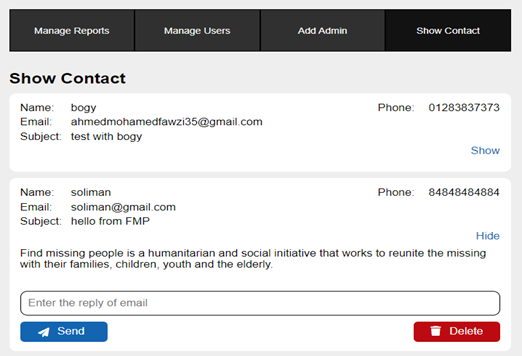 Manage Reports Manage Users Add Admin Show Contact
Show Contact
Name: bogy Phone: 01283837373
Email: ahmedmohamedfawzi35@gmail.com
Subject: test with bogy
Show
Name: soliman Phone: 84848484884
Email: soliman@gmail.com
Subject: hello from FMP
Hide
Find missing people is a humanitarian and social initiative that works to reunite the missing
with their families, children, youth and the elderly.
Enter the reply of email
Send Delete